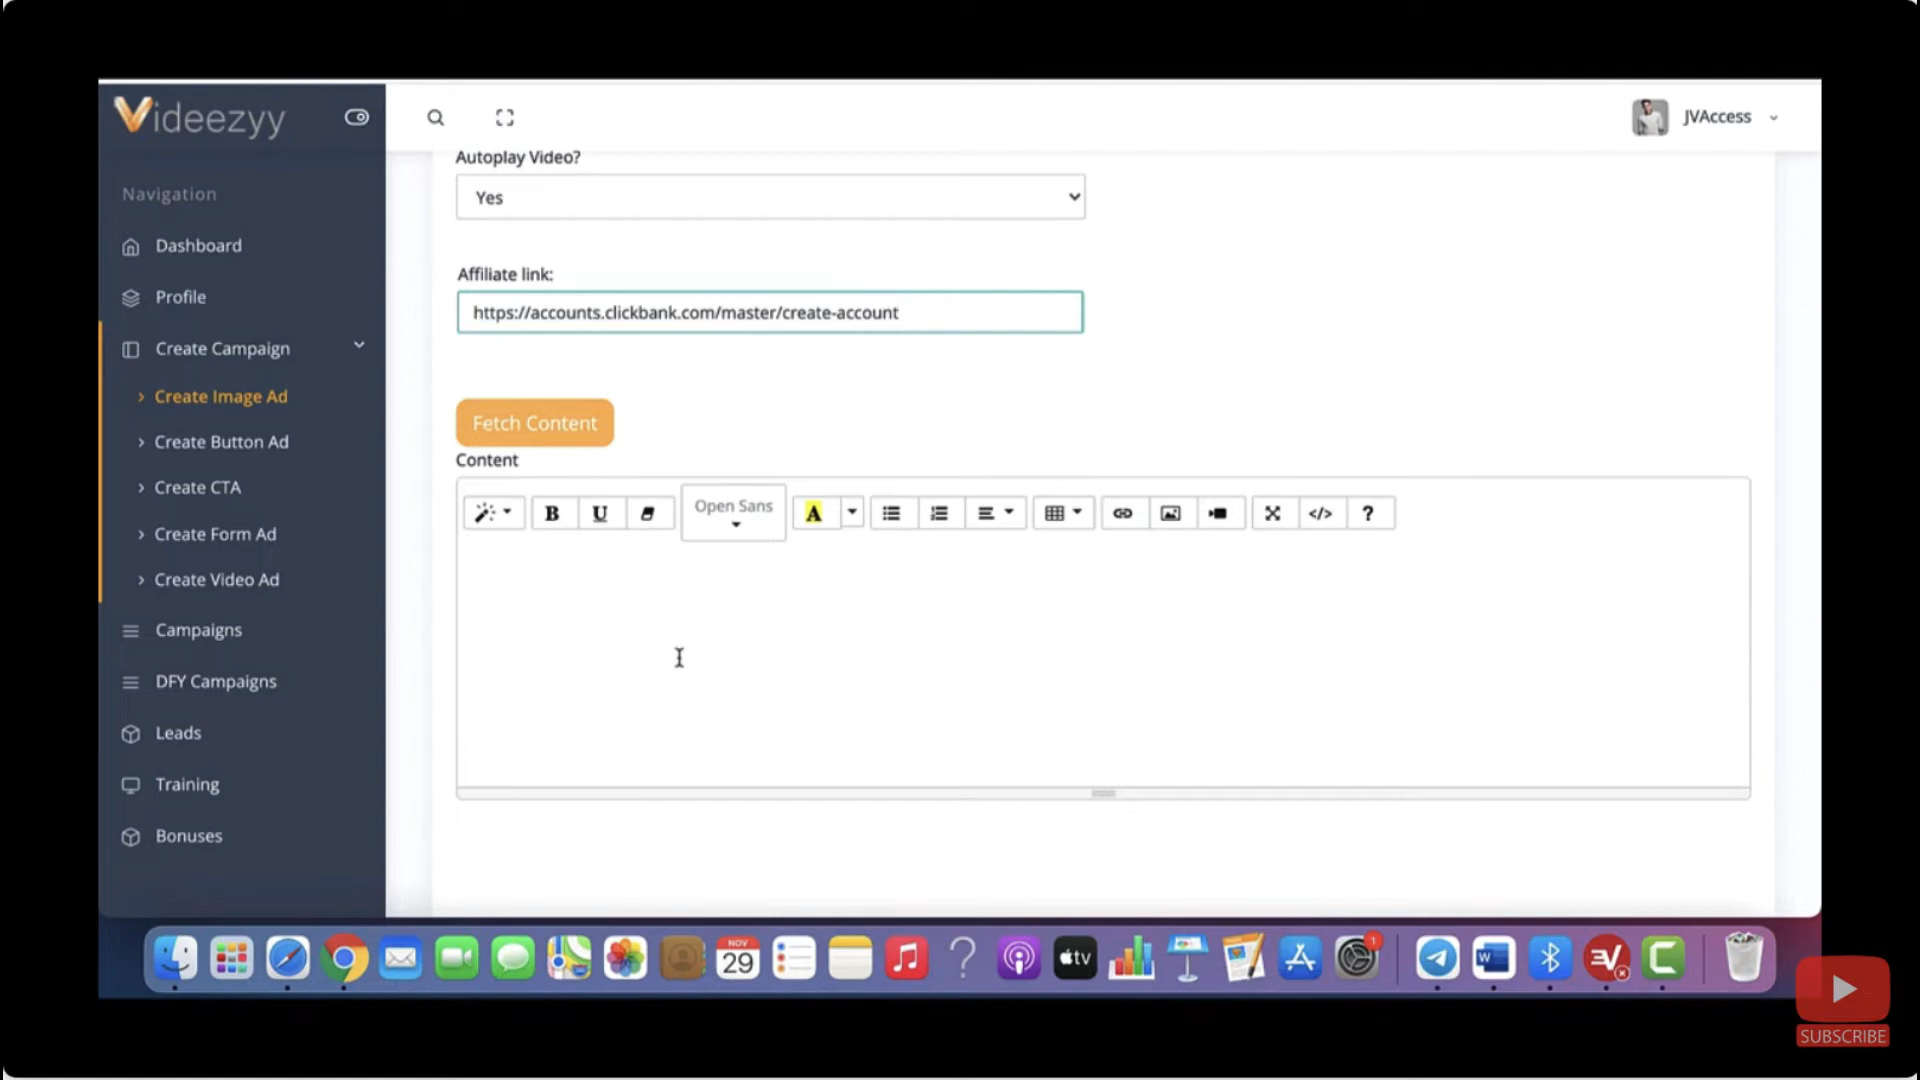 Videezyy
JVAccess
Navigation
Dashboard
Profile
Create Campaign
Create Image Ad
Create Button Ad
Create CTA
Create Form Ad
Create Video Ad
Campaigns
DFY Campaigns
Leads
Training
Bonuses
Autoplay Video?
Yes
Affiliate link:
https://accounts.clickbank.com/master/create-account
Fetch Content
Content
B U Open Sans A </> ?
NOV
29
tv
1
W
SUBSCRIBE